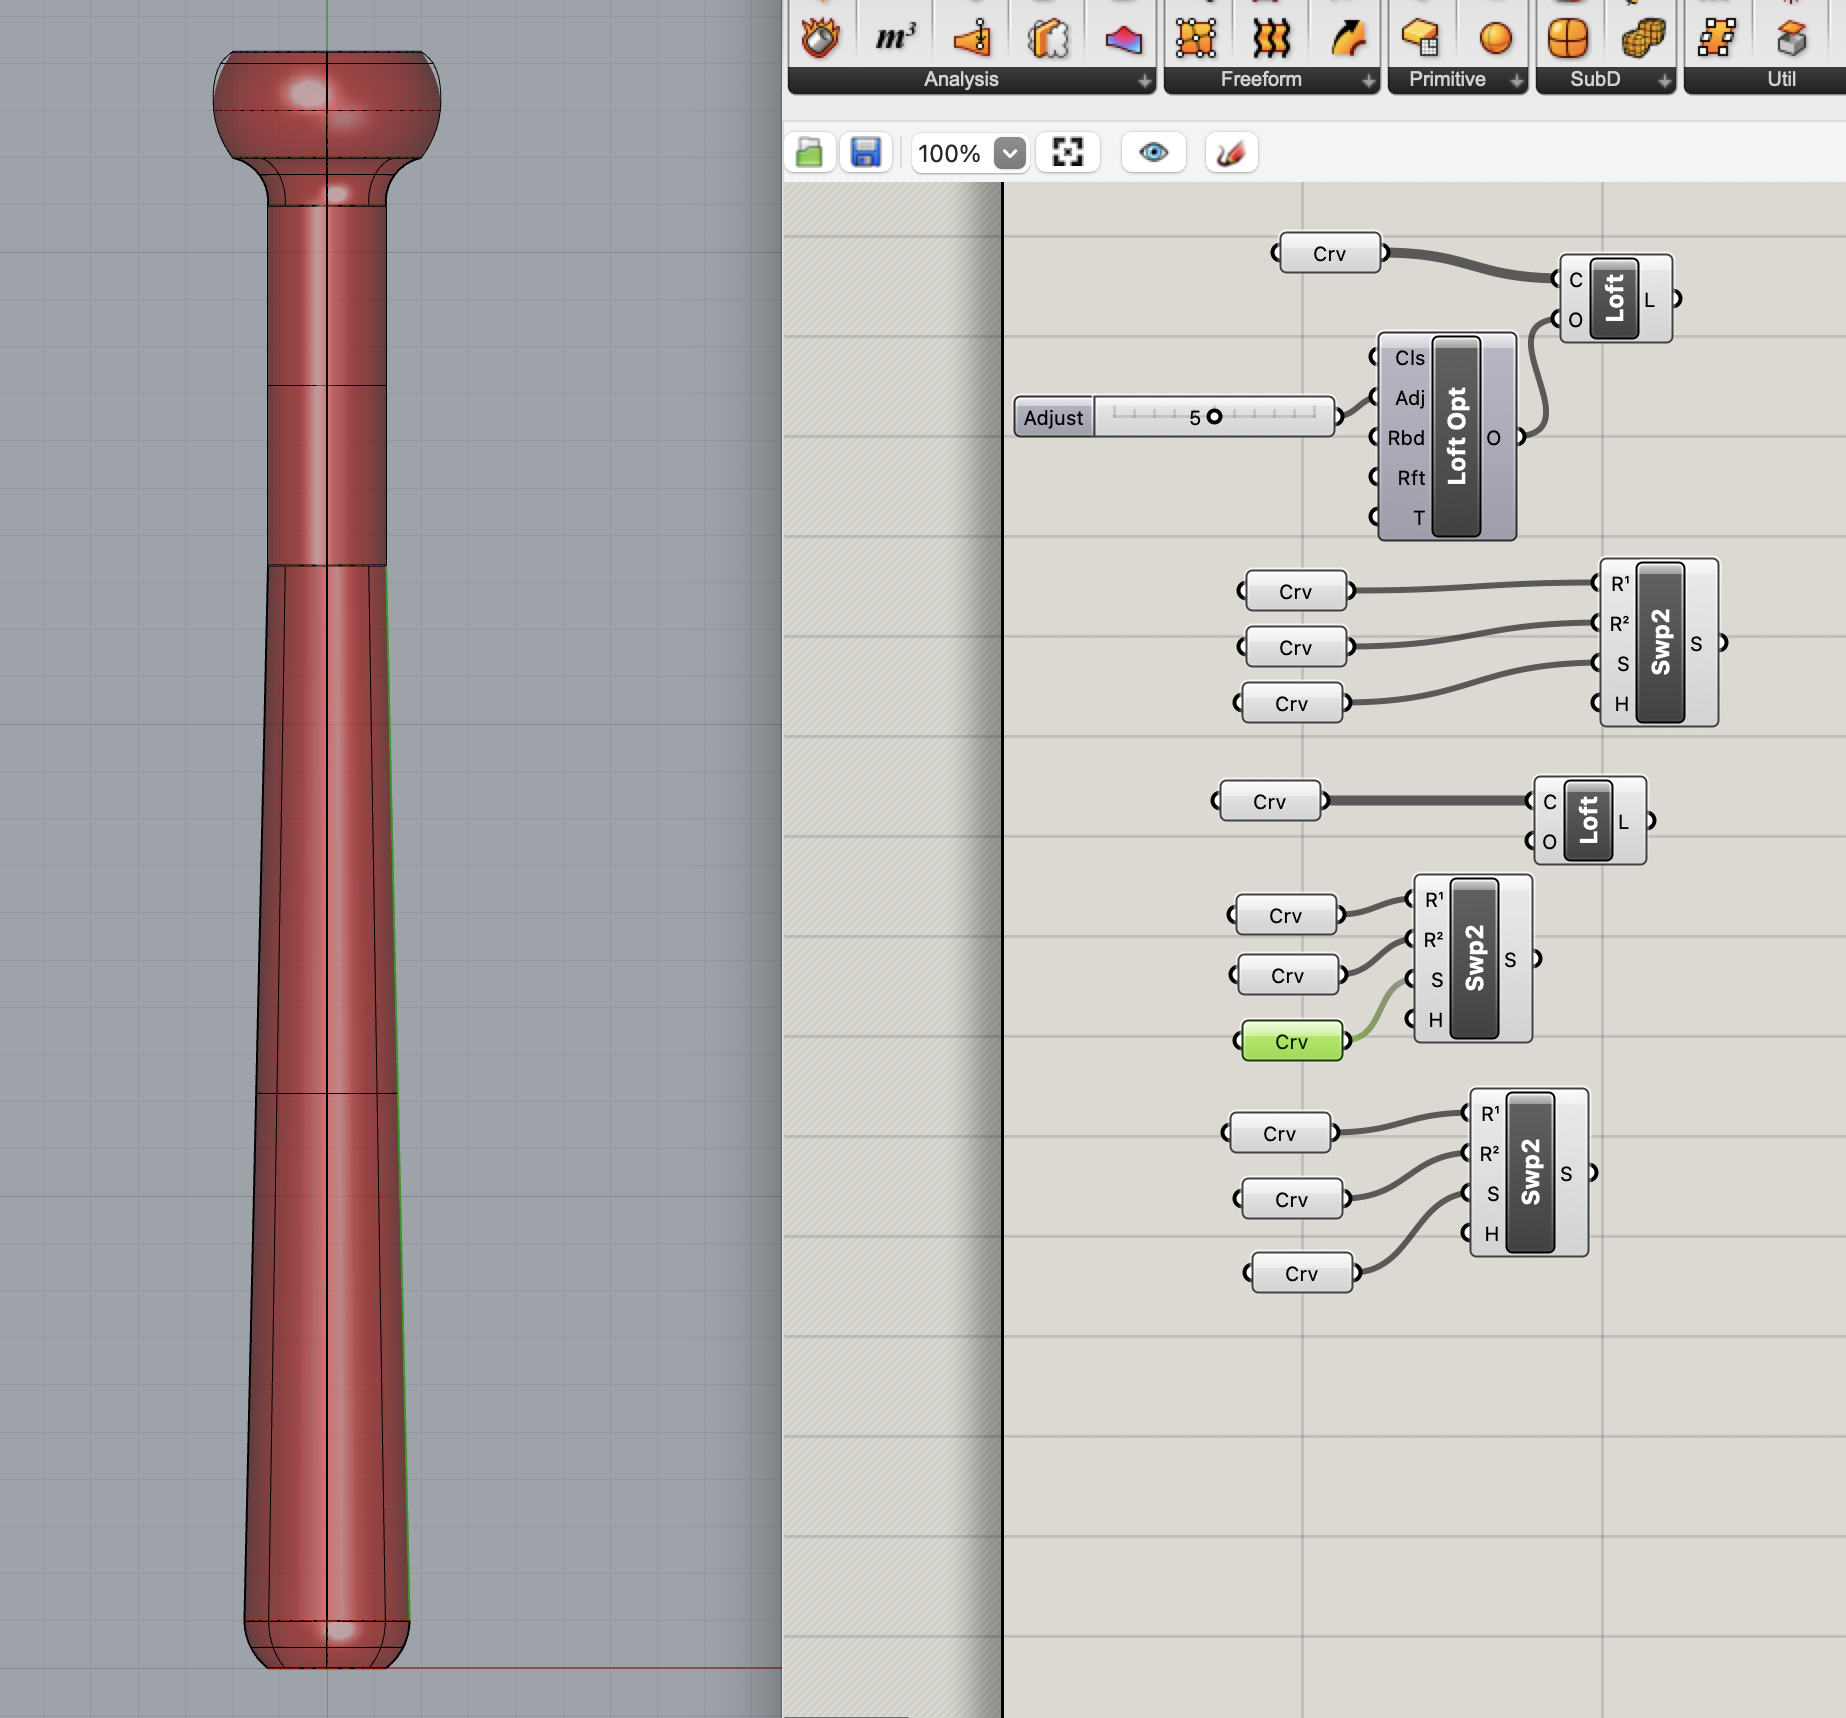 m³
Analysis
Freeform
Primitive
SubD
Util
100%
Crv
C
O
Loft
L
Cls
Adj
Rbd
Rft
T
Loft Opt
O
Adjust
5
Crv
Crv
Crv
R¹
R²
S
H
Swp2
S
Crv
C
O
Loft
L
Crv
Crv
Crv
R¹
R²
S
H
Swp2
S
Crv
Crv
Crv
R¹
R²
S
H
Swp2
S